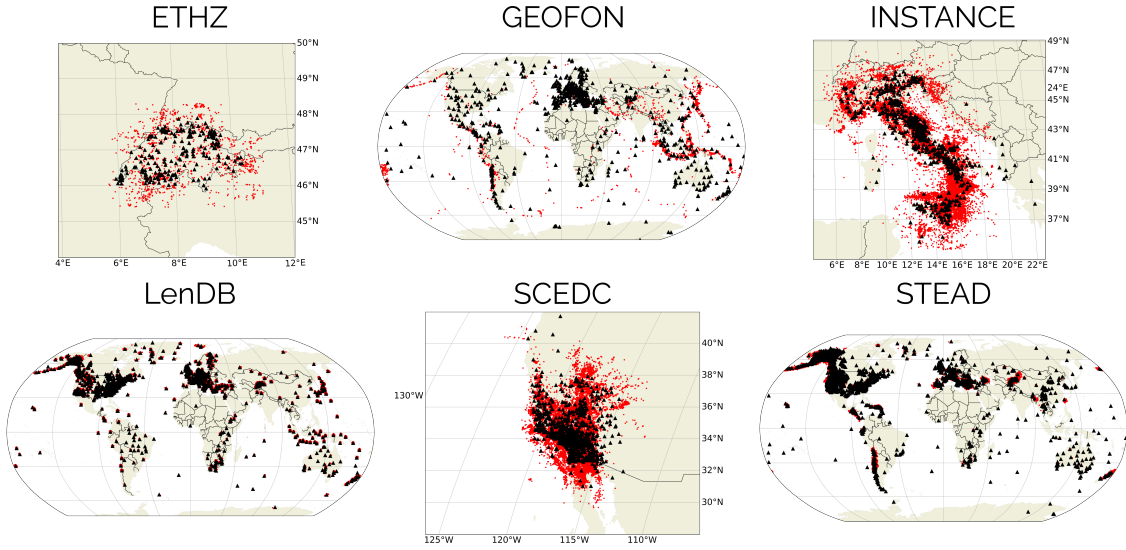 ETHZ
GEOFON
INSTANCE
50°N
49°N
48°N
47°N
46°N
45°N
4°E 6°E 8°E 10°E 12°E
49°N
47°N
24°E
45°N
43°N
41°N
39°N
37°N
6°E 8°E 10°E 12°E 14°E 16°E 18°E 20°E 22°E
LenDB
SCEDC
STEAD
40°N
38°N
130°W
36°N
34°N
32°N
30°N
125°W 120°W 115°W 110°W